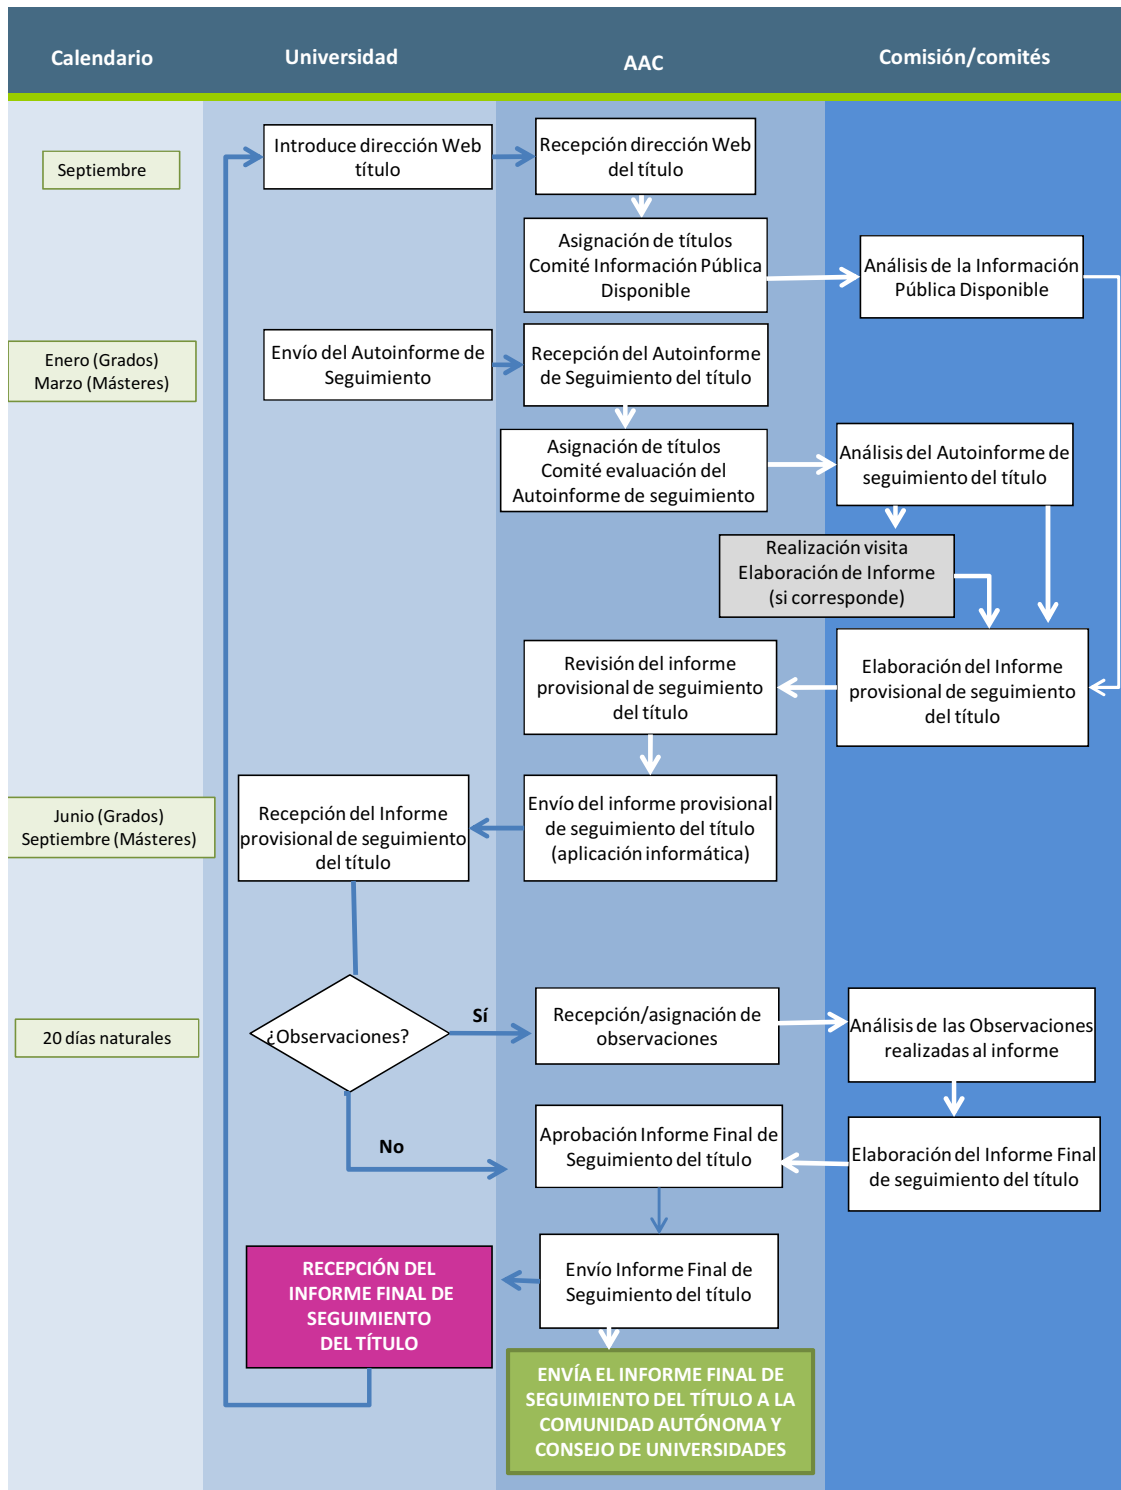 Calendario
Universidad
AAC
Comisión/comités
Septiembre
Introduce dirección Web
título
Recepción dirección Web
del título
Asignación de títulos
Comité Información Pública
Disponible
Análisis de la Información
Pública Disponible
Enero (Grados)
Marzo (Másteres)
Envío del Autoinforme de
Seguimiento
Recepción del Autoinforme
de Seguimiento del título
Asignación de títulos
Comité evaluación del
Autoinforme de seguimiento
Análisis del Autoinforme de
seguimiento del título
Realización visita
Elaboración de Informe
(si corresponde)
Elaboración del Informe
provisional de seguimiento
del título
Revisión del informe
provisional de seguimiento
del título
Junio (Grados)
Septiembre (Másteres)
Recepción del Informe
provisional de seguimiento
del título
Envío del informe provisional
de seguimiento del título
(aplicación informática)
20 días naturales
¿Observaciones?
Sí
Recepción/asignación de
observaciones
Análisis de las Observaciones
realizadas al informe
No
Aprobación Informe Final de
Seguimiento del título
Elaboración del Informe Final
de seguimiento del título
RECEPCIÓN DEL
INFORME FINAL DE
SEGUIMIENTO
DEL TÍTULO
Envío Informe Final de
Seguimiento del título
ENVÍA EL INFORME FINAL DE
SEGUIMIENTO DEL TÍTULO A LA
COMUNIDAD AUTÓNOMA Y
CONSEJO DE UNIVERSIDADES